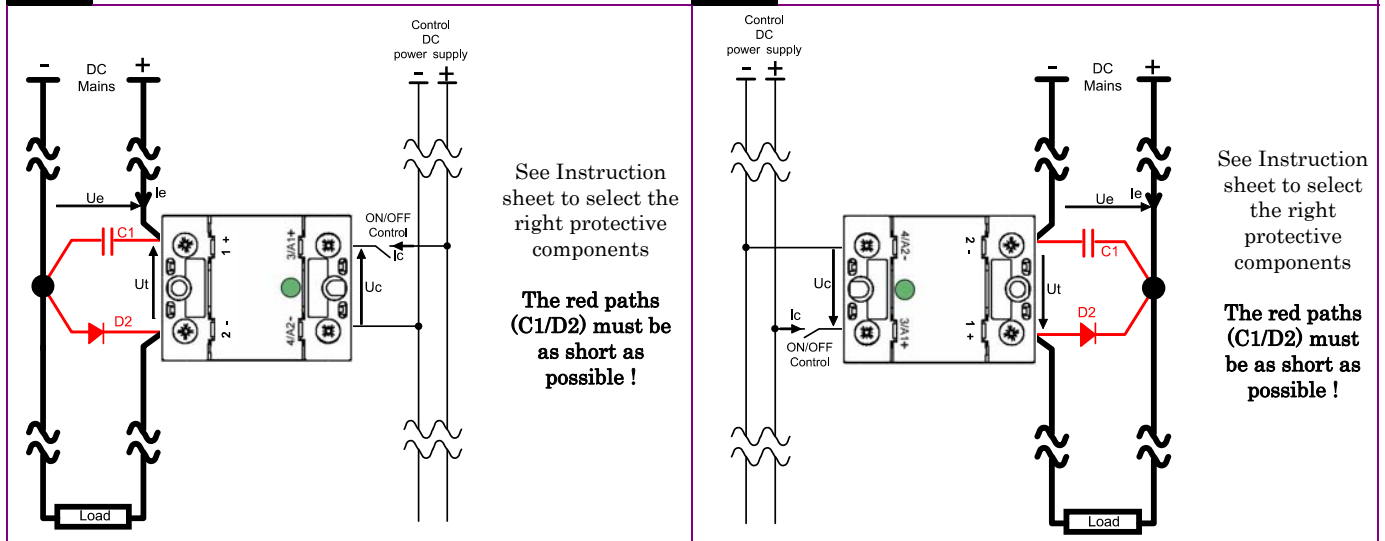 Control
DC
power supply
- +
- DC +
Mains
Ue
Ie
C1
1 +
3/A1+
ON/OFF
Control
Ic
Ut
Uc
D2
2 -
4/A2-
Load
See Instruction
sheet to select the
right protective
components
The red paths
(C1/D2) must be
as short as
possible !
Control
DC
power supply
- +
- DC +
Mains
Ue
Ie
4/A2-
2 -
C1
Uc
Ut
Ic
ON/OFF
Control
3/A1+
1 +
D2
Load
See Instruction
sheet to select
the right
protective
components
The red paths
(C1/D2) must
be as short as
possible !